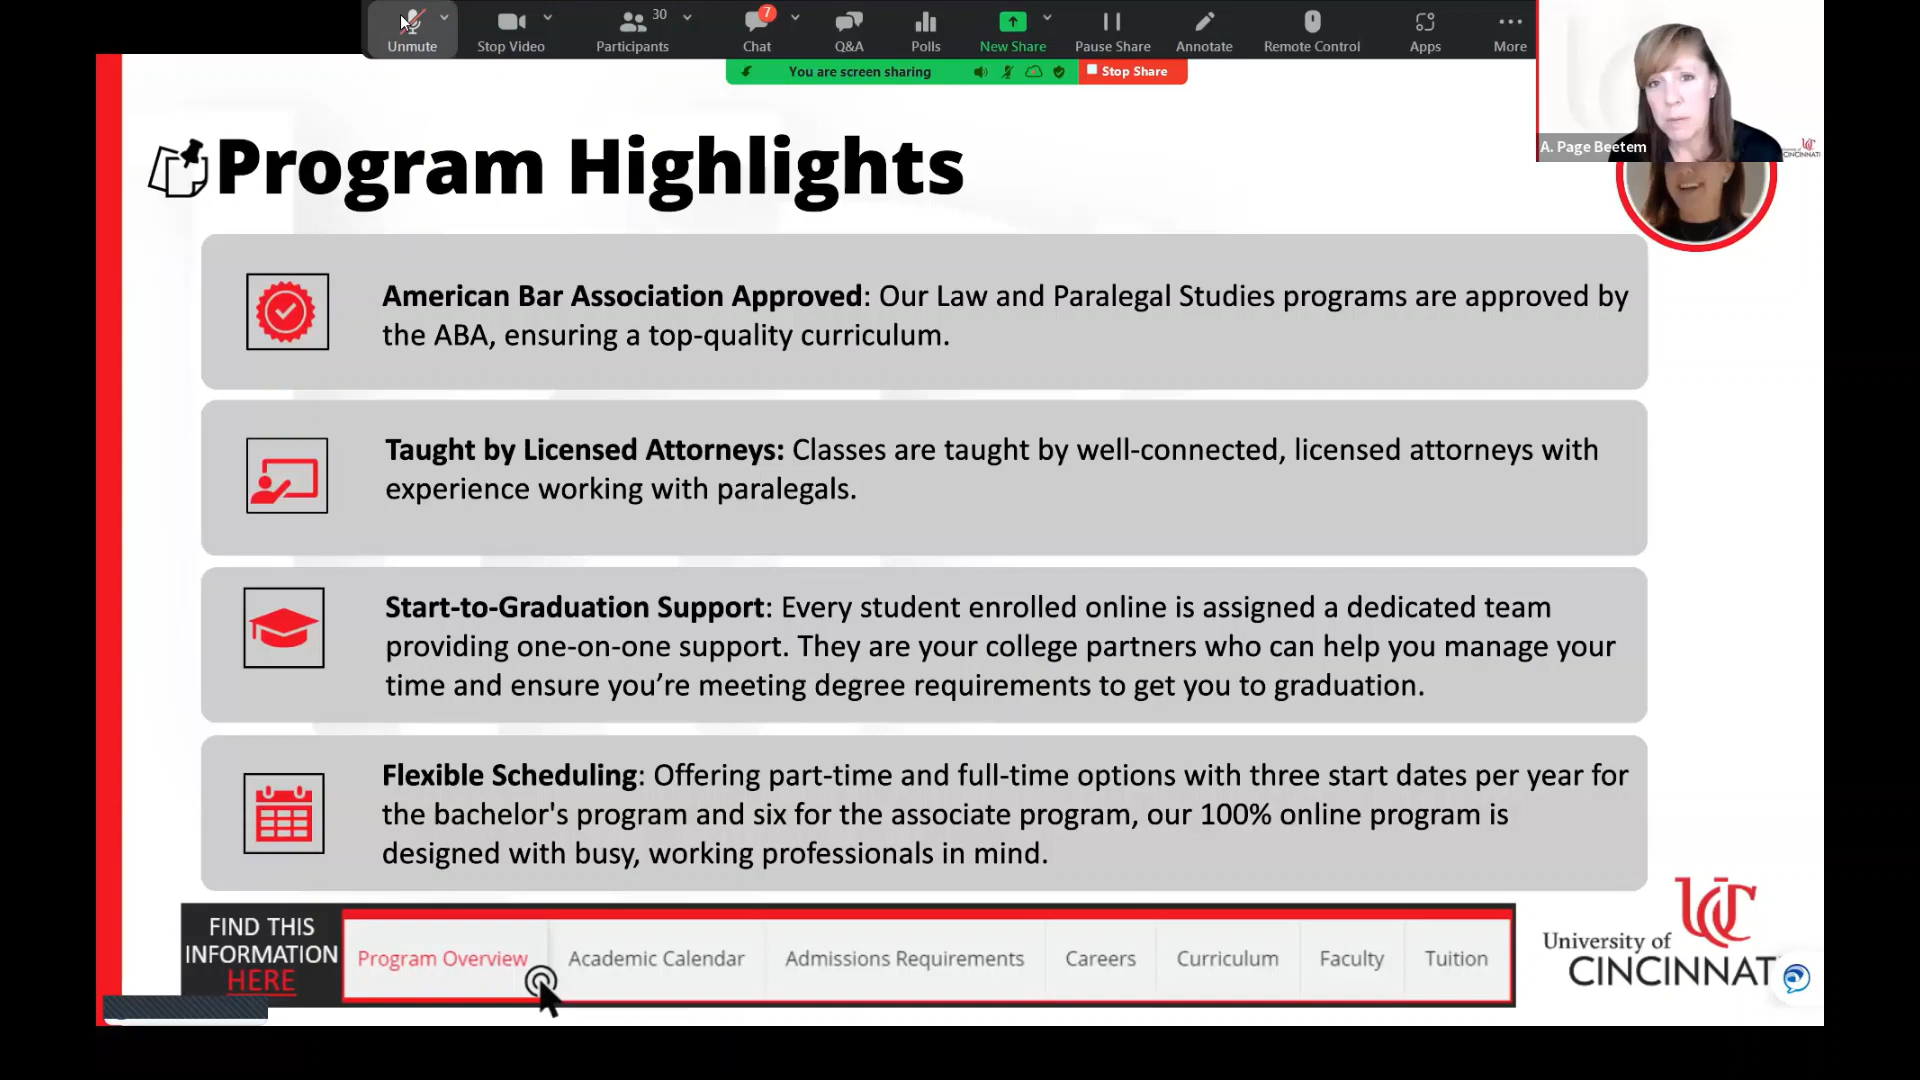 Unmute
Stop Video
30
Participants
7
Chat
Q&A
Polls
New Share
Pause Share
Annotate
Remote Control
Apps
More
You are screen sharing
Stop Share
A. Page Beetem
CINCINNATI
Program Highlights
American Bar Association Approved: Our Law and Paralegal Studies programs are approved by
the ABA, ensuring a top-quality curriculum.
Taught by Licensed Attorneys: Classes are taught by well-connected, licensed attorneys with
experience working with paralegals.
Start-to-Graduation Support: Every student enrolled online is assigned a dedicated team
providing one-on-one support. They are your college partners who can help you manage your
time and ensure you’re meeting degree requirements to get you to graduation.
Flexible Scheduling: Offering part-time and full-time options with three start dates per year for
the bachelor's program and six for the associate program, our 100% online program is
designed with busy, working professionals in mind.
FIND THIS
INFORMATION
HERE
Program Overview
Academic Calendar
Admissions Requirements
Careers
Curriculum
Faculty
Tuition
UC
University of
CINCINNAT